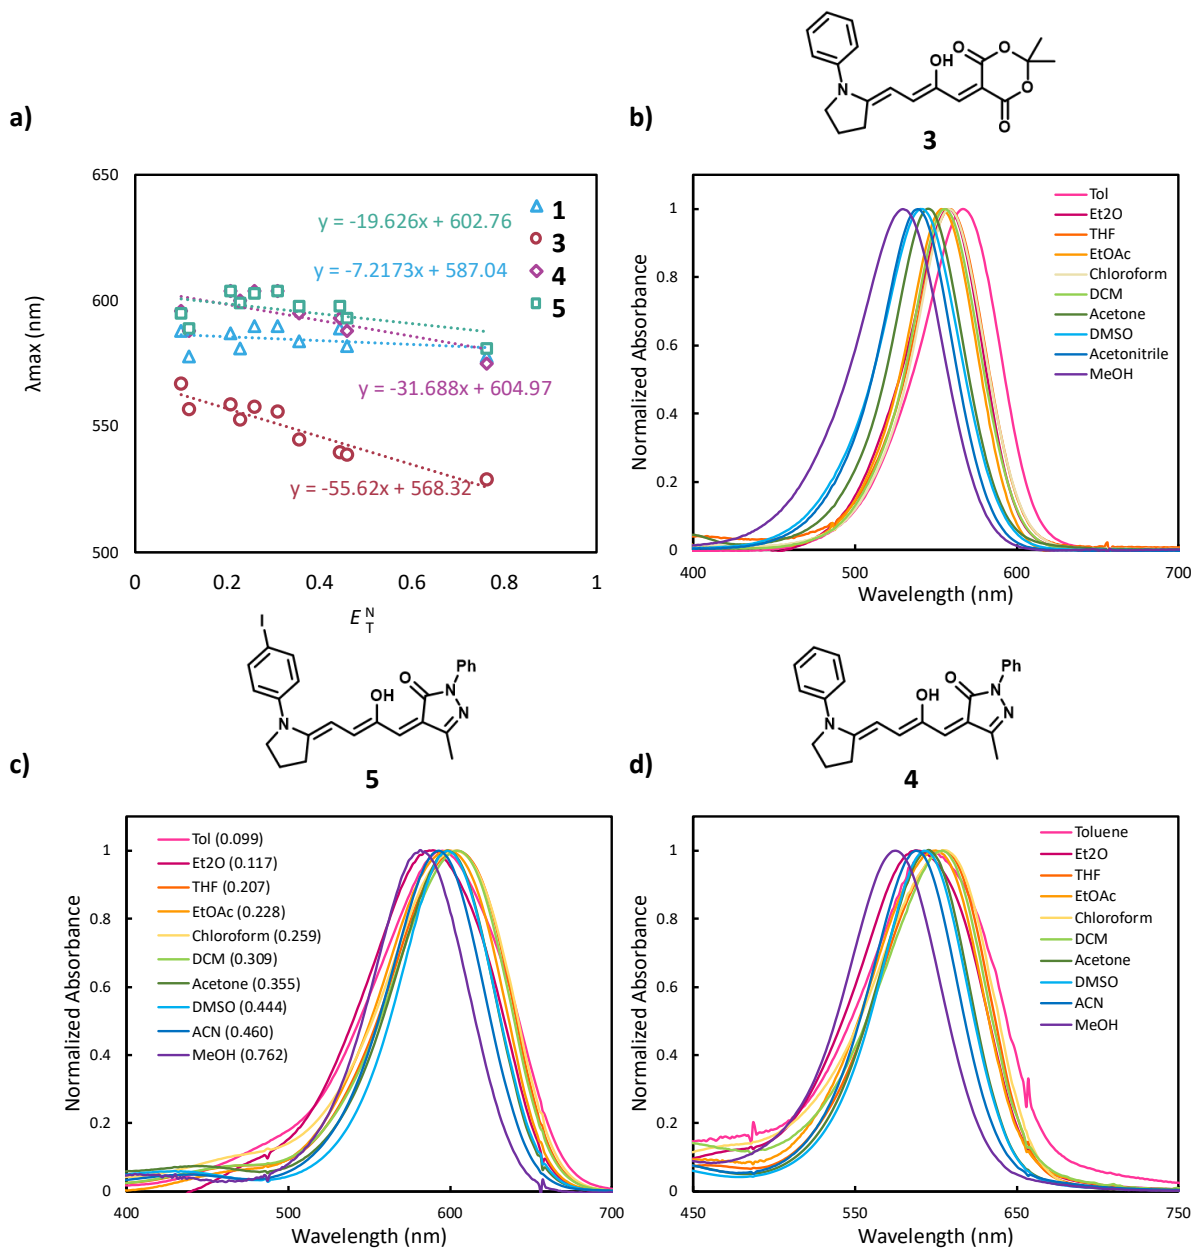 a)
650
600
550
500
λmax (nm)
0
0.2
0.4
0.6
0.8
1
E N T
y = -19.626x + 602.76
y = -7.2173x + 587.04
y = -31.688x + 604.97
y = -55.62x + 568.32
1
3
4
5
b)
OH
O
O
O
O
N
3
1
0.8
0.6
0.4
0.2
0
Normalized Absorbance
400
500
600
700
Wavelength (nm)
Tol
Et2O
THF
EtOAc
Chloroform
DCM
Acetone
DMSO
Acetonitrile
MeOH
c)
I
N
OH
O
Ph
N
N
5
1
0.8
0.6
0.4
0.2
0
Normalized Absorbance
400
500
600
700
Wavelength (nm)
Tol (0.099)
Et2O (0.117)
THF (0.207)
EtOAc (0.228)
Chloroform (0.259)
DCM (0.309)
Acetone (0.355)
DMSO (0.444)
ACN (0.460)
MeOH (0.762)
d)
N
OH
O
Ph
N
N
4
1
0.8
0.6
0.4
0.2
0
Normalized Absorbance
450
550
650
750
Wavelength (nm)
Toluene
Et2O
THF
EtOAc
Chloroform
DCM
Acetone
DMSO
ACN
MeOH